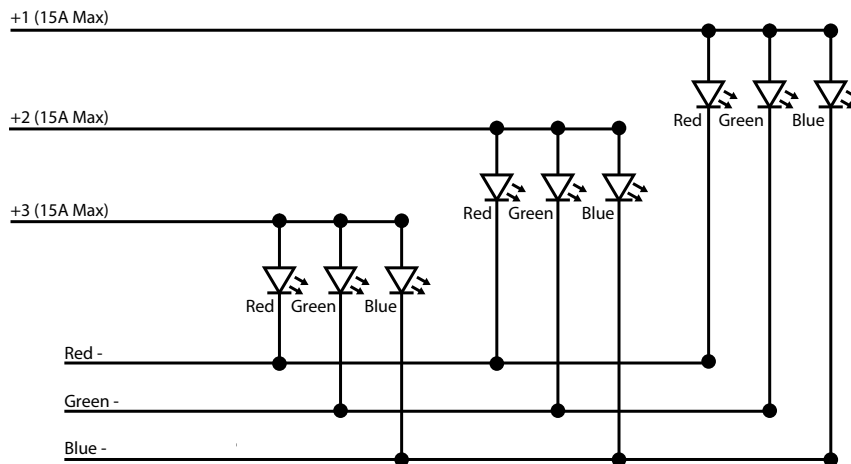 +1 (15A Max)
Red Green Blue
+2 (15A Max)
Red Green Blue
+3 (15A Max)
Red Green Blue
Red -
Green -
Blue -